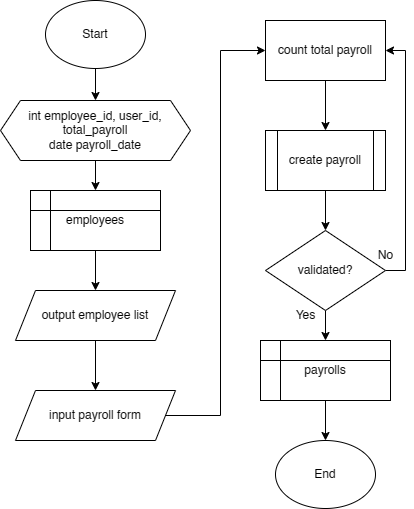 Start
int employee_id, user_id,
total_payroll
date payroll_date
employees
output employee list
input payroll form
count total payroll
create payroll
validated?
No
Yes
payrolls
End